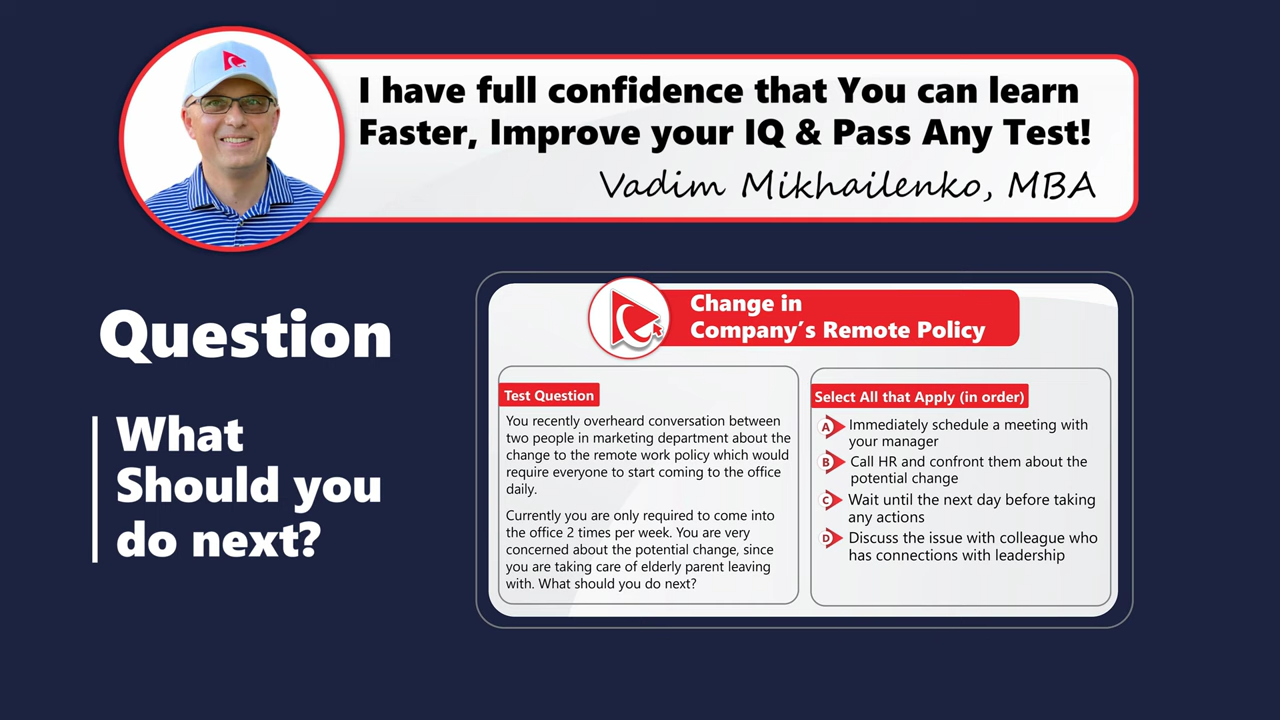 I have full confidence that You can learn
Faster, Improve your IQ & Pass Any Test!
Vadim Mikhailenko, MBA
Question
What
Should you
do next?
Change in
Company's Remote Policy
Test Question
You recently overheard conversation between
two people in marketing department about the
change to the remote work policy which would
require everyone to start coming to the office
daily.
Currently you are only required to come into
the office 2 times per week. You are very
concerned about the potential change, since
you are taking care of elderly parent leaving
with. What should you do next?
Select All that Apply (in order)
A Immediately schedule a meeting with
your manager
B Call HR and confront them about the
potential change
C Wait until the next day before taking
any actions
D Discuss the issue with colleague who
has connections with leadership